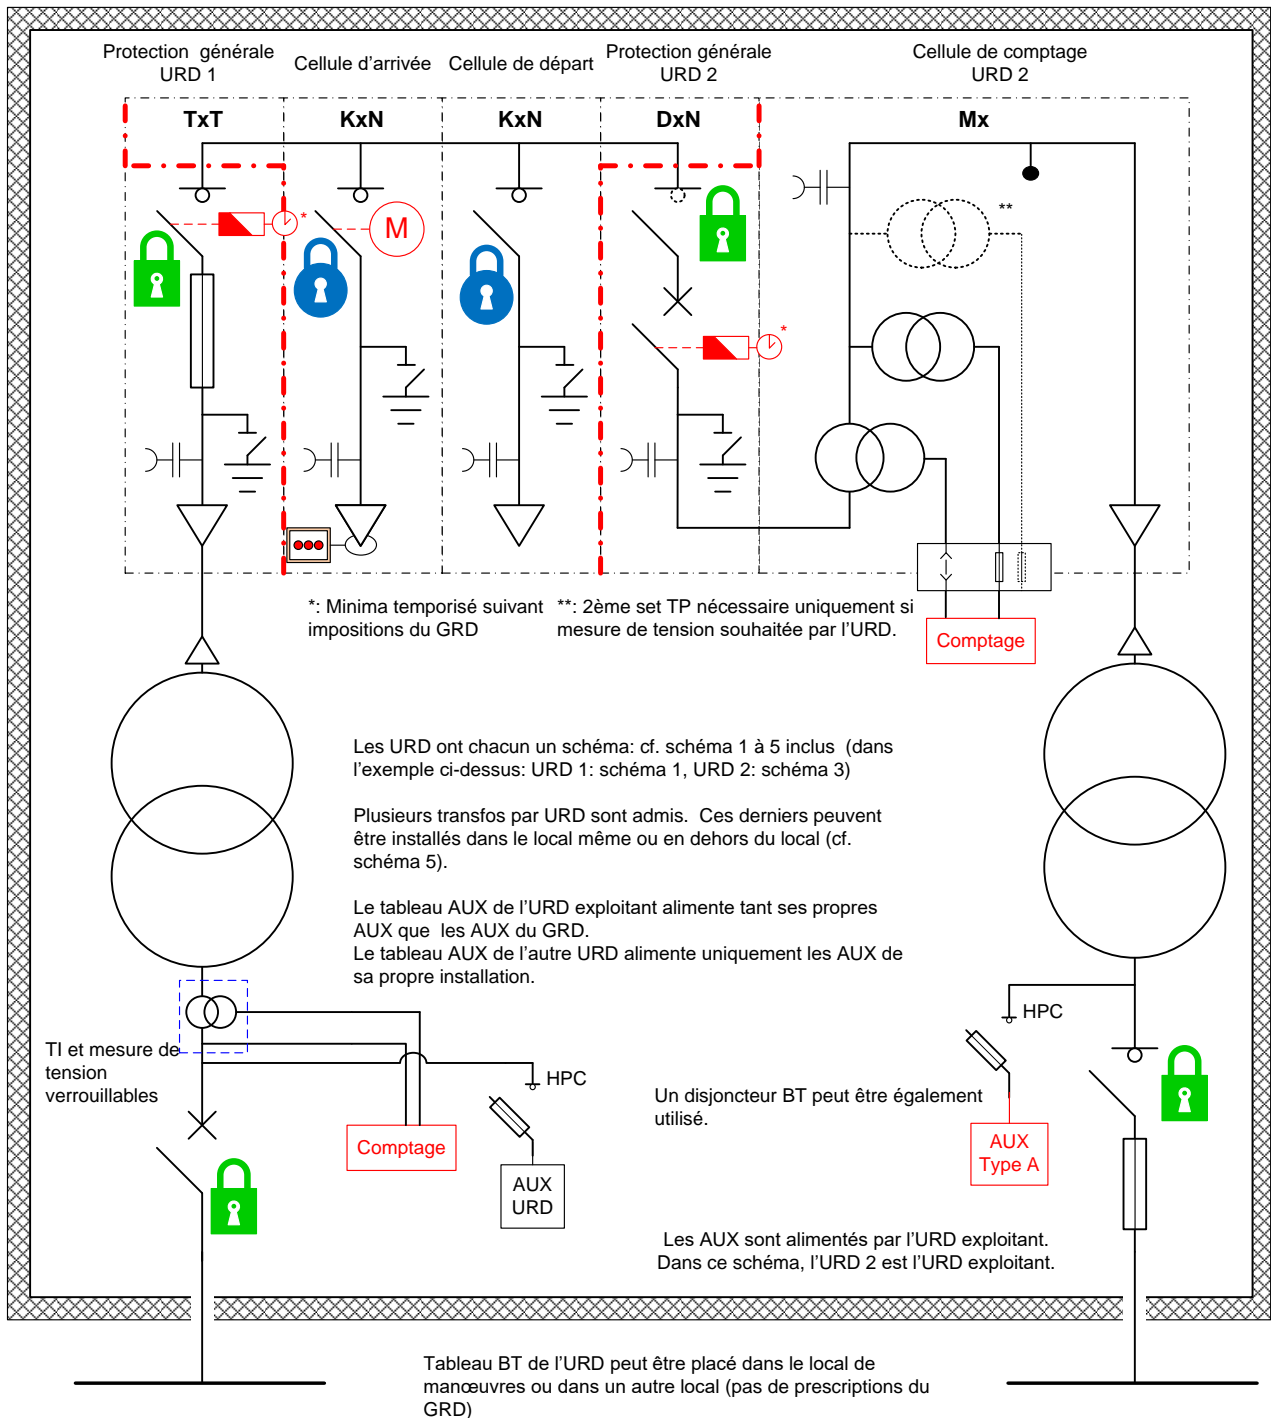 Protection générale
URD 1
Cellule d'arrivée
Cellule de départ
Protection générale
URD 2
Cellule de comptage
URD 2
TxT
KxN
KxN
DxN
Mx
*
M
**
*
*: Minima temporisé suivant
impositions du GRD
**: 2ème set TP nécessaire uniquement si
mesure de tension souhaitée par l'URD.
Comptage
Les URD ont chacun un schéma: cf. schéma 1 à 5 inclus (dans
l'exemple ci-dessus: URD 1: schéma 1, URD 2: schéma 3)
Plusieurs transfos par URD sont admis. Ces derniers peuvent
être installés dans le local même ou en dehors du local (cf.
schéma 5).
Le tableau AUX de l'URD exploitant alimente tant ses propres
AUX que les AUX du GRD.
Le tableau AUX de l'autre URD alimente uniquement les AUX de
sa propre installation.
HPC
TI et mesure de
tension
verrouillables
HPC
Un disjoncteur BT peut être également
utilisé.
Comptage
AUX
Type A
AUX
URD
Les AUX sont alimentés par l'URD exploitant.
Dans ce schéma, l'URD 2 est l'URD exploitant.
Tableau BT de l'URD peut être placé dans le local de
manœuvres ou dans un autre local (pas de prescriptions du
GRD)